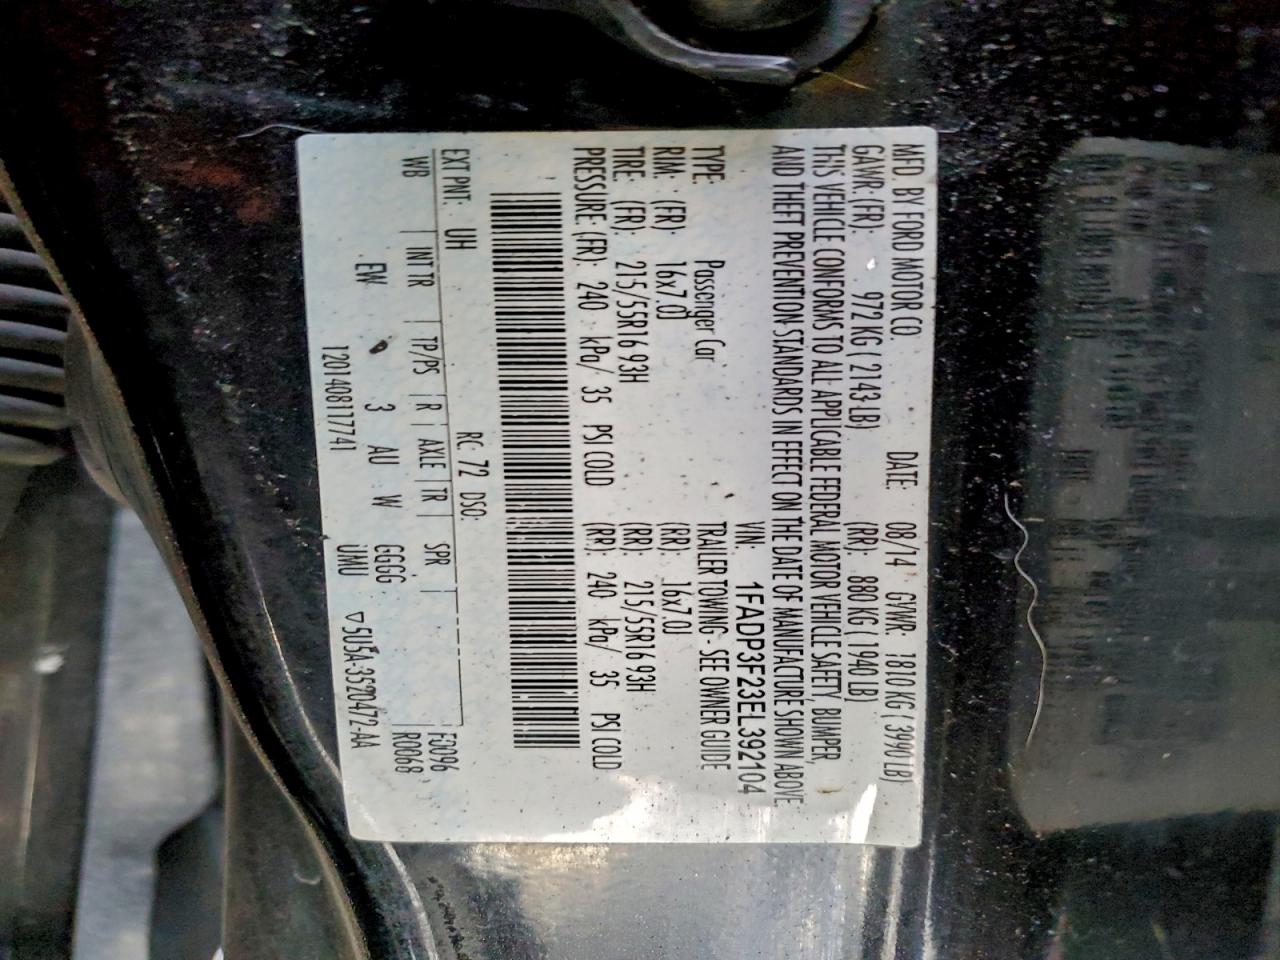 MFD BY FORD MOTOR CO. DATE: 08/14 GVWR: 1810 KG ( 3990 LB)
GAWR: (FR): 972 KG ( 2143 LB) (RR): 880 KG ( 1940 LB)
THIS VEHICLE CONFORMS TO ALL APPLICABLE FEDERAL MOTOR VEHICLE SAFETY, BUMPER,
AND THEFT PREVENTION STANDARDS IN EFFECT ON THE DATE OF MANUFACTURE SHOWN ABOVE.
VIN: 1FADP3F23EL392104
TYPE: Passenger Car TRAILER TOWING - SEE OWNER GUIDE
RIM: (FR): 16x7.0J (RR): 16x7.0J
TIRE: (FR): 215/55R16 93H (RR): 215/55R16 93H
PRESSURE (FR): 240 kPa/ 35 PSI COLD (RR): 240 kPa/ 35 PSI COLD
EXT PNT: UH RC: 72 DSO:
WB INT TR TP/PS R AXLE TR SPR F3096
R0068
EW 3 AU W GGGG
UMU ▽5U5A-3520472-AA
12014081177741